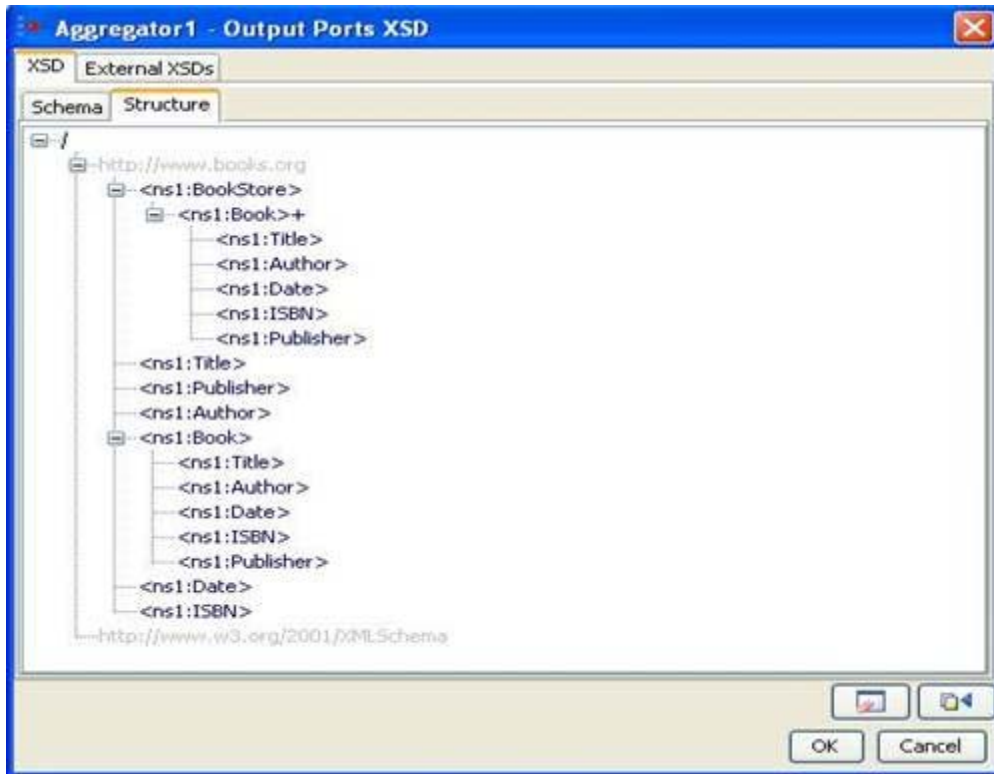 Aggregator1 - Output Ports XSD
XSD External XSDs
Schema Structure
/
http://www.books.org
<ns1:BookStore>
<ns1:Book>+
<ns1:Title>
<ns1:Author>
<ns1:Date>
<ns1:ISBN>
<ns1:Publisher>
<ns1:Title>
<ns1:Publisher>
<ns1:Author>
<ns1:Book>
<ns1:Title>
<ns1:Author>
<ns1:Date>
<ns1:ISBN>
<ns1:Publisher>
<ns1:Date>
<ns1:ISBN>
http://www.w3.org/2001/XMLSchema
OK Cancel